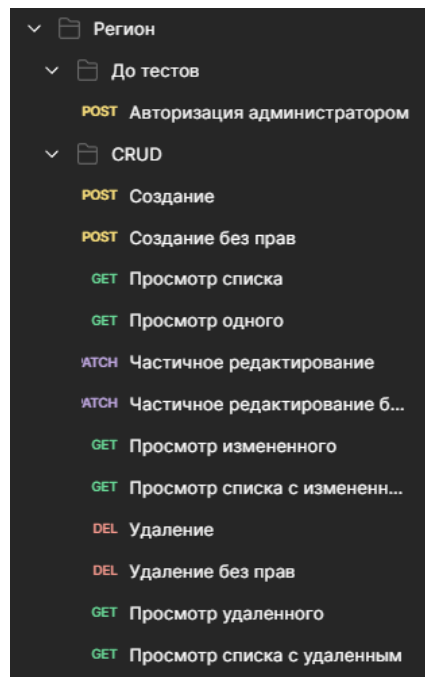 Регион
До тестов
POST Авторизация администратором
CRUD
POST Создание
POST Создание без прав
GET Просмотр списка
GET Просмотр одного
ATCH Частичное редактирование
ATCH Частичное редактирование б...
GET Просмотр измененного
GET Просмотр списка с измененн...
DEL Удаление
DEL Удаление без прав
GET Просмотр удаленного
GET Просмотр списка с удаленным